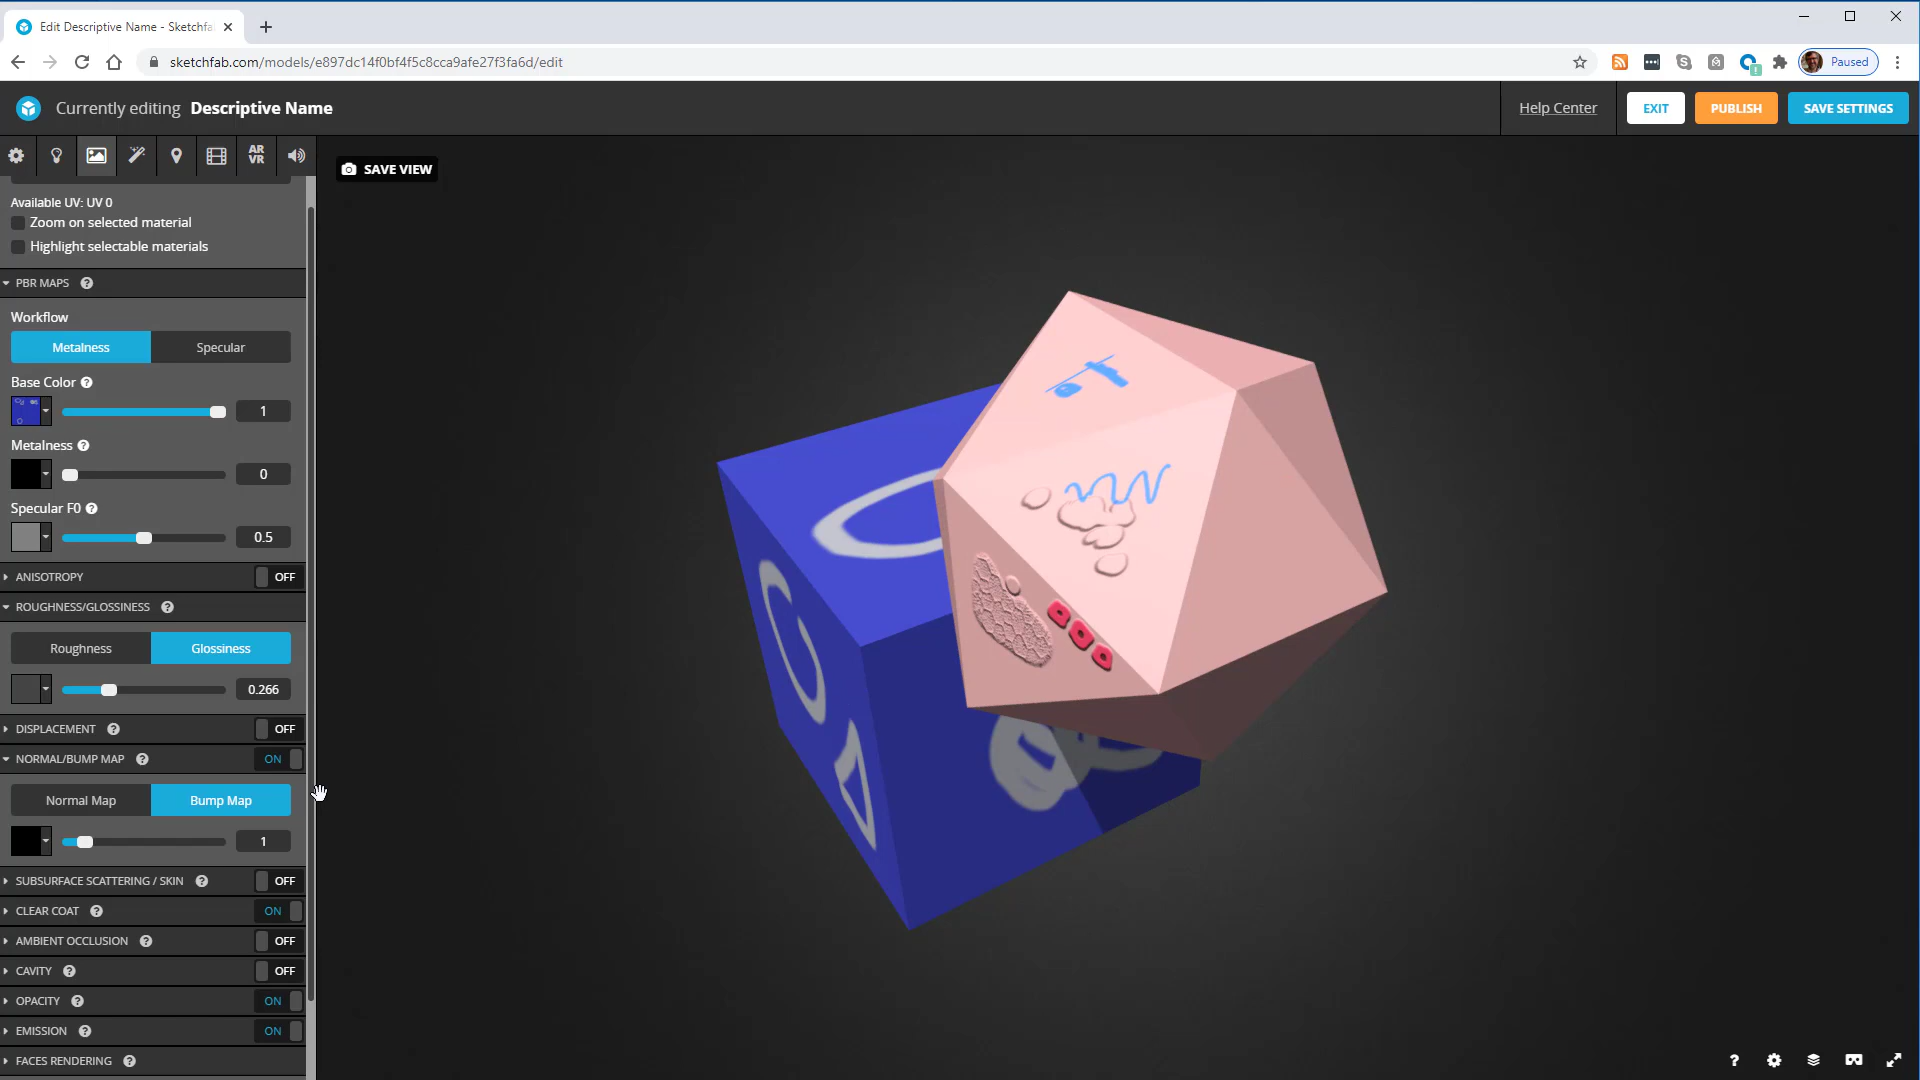 Edit Descriptive Name - Sketchfa
sketchfab.com/models/e897dc14f0bf4f5c8cca9afe27f3fa6d/edit
Paused
Currently editing Descriptive Name
Help Center
EXIT
PUBLISH
SAVE SETTINGS
AR
VR
SAVE VIEW
Available UV: UV 0
Zoom on selected material
Highlight selectable materials
PBR MAPS
Workflow
Metalness Specular
Base Color
1
Metalness
0
Specular F0
0.5
ANISOTROPY OFF
ROUGHNESS/GLOSSINESS
Roughness Glossiness
0.266
DISPLACEMENT OFF
NORMAL/BUMP MAP ON
Normal Map Bump Map
1
SUBSURFACE SCATTERING / SKIN OFF
CLEAR COAT ON
AMBIENT OCCLUSION OFF
CAVITY OFF
OPACITY ON
EMISSION ON
FACES RENDERING